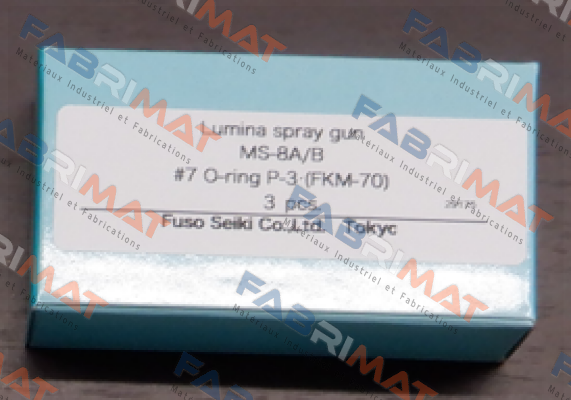 Lumina spray gun
MS-8A/B
#7 O-ring P-3 (FKM-70)
3 pcs
Fuso Seiki Co.,Ltd. Tokyo
FABRIMAT
Materiaux Industriel et Fabrications